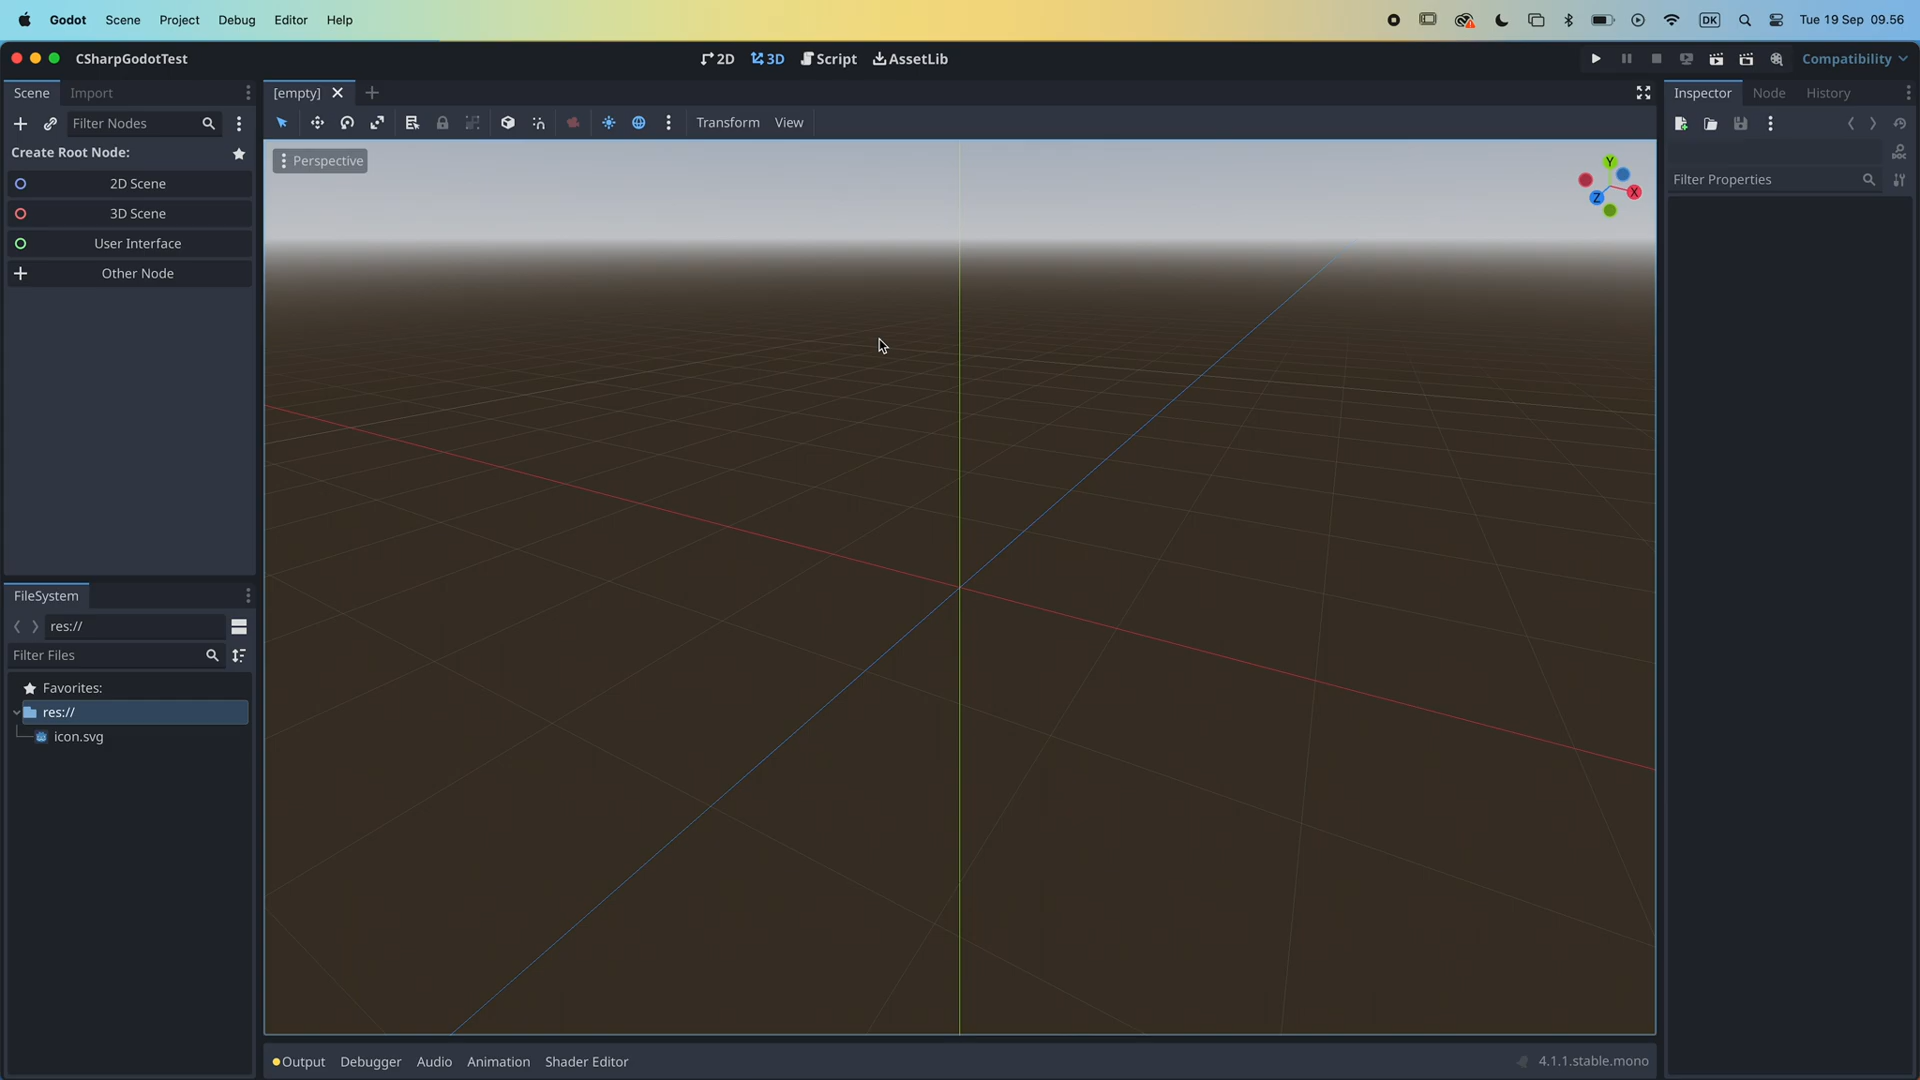 Godot Scene Project Debug Editor Help DK Tue 19 Sep 09.56
CSharpGodotTest 2D 3D Script AssetLib Compatibility
Scene Import [empty] Inspector Node History
Filter Nodes Transform View
Create Root Node:
Perspective Y
2D Scene Filter Properties
X
Z
3D Scene
User Interface
Other Node
FileSystem
res://
Filter Files
Favorites:
res://
icon.svg
Output Debugger Audio Animation Shader Editor 4.1.1.stable.mono